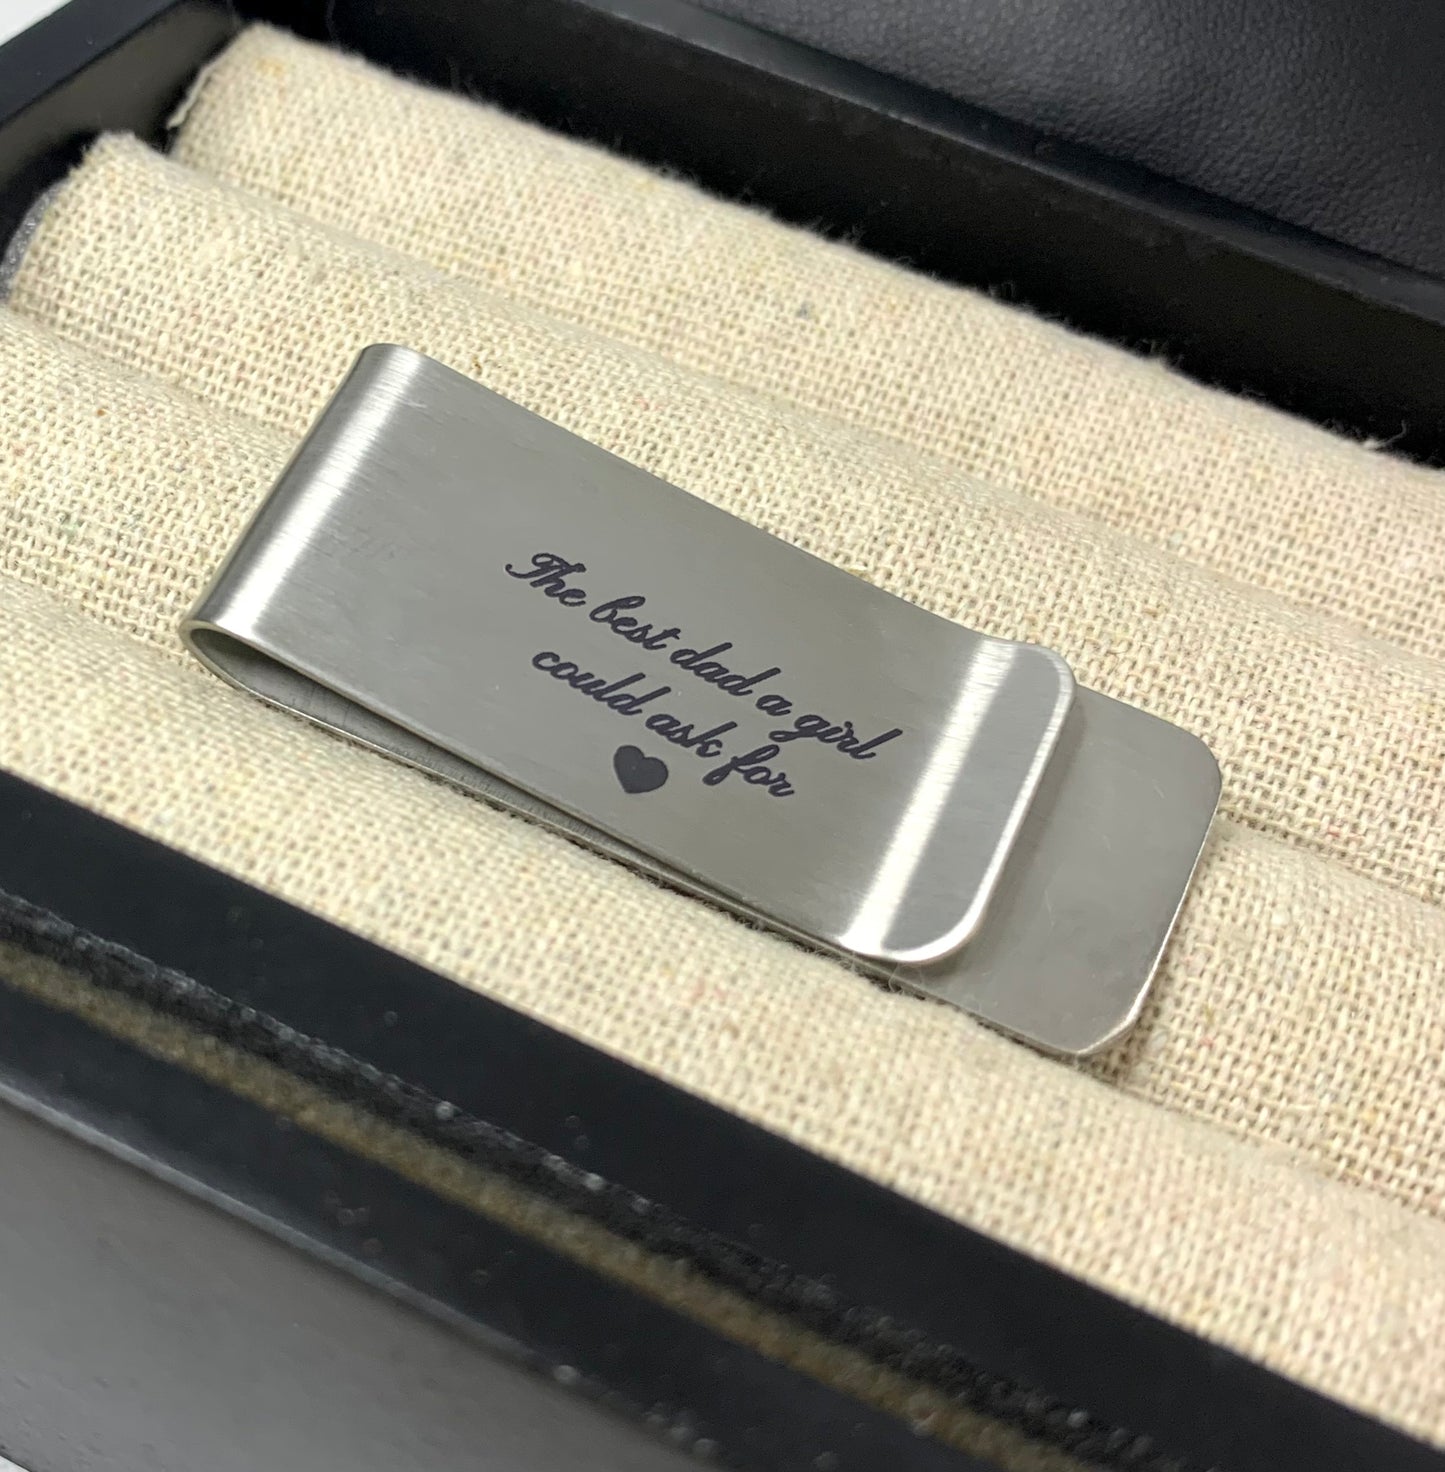 The best dad a girl
could ask for